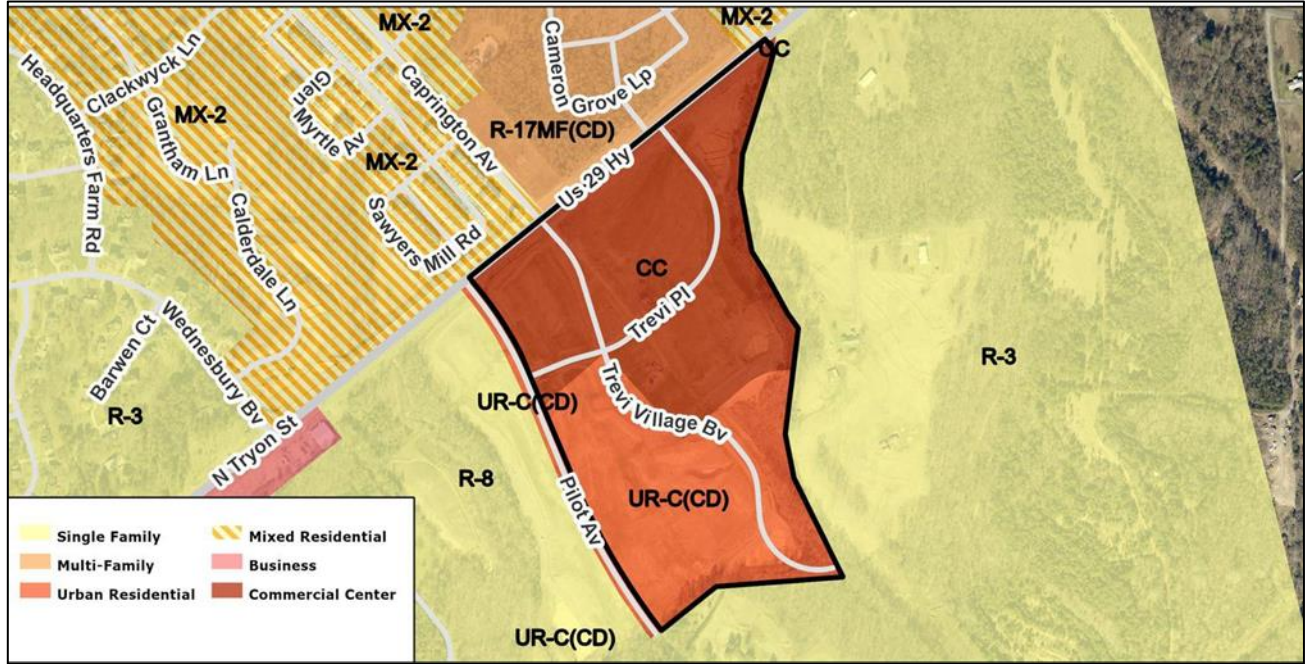 MX-2
MX-2
CC
Clackwyck Ln
Headquarters Farm Rd
Glen Myrtle Av
Caprington Av
Cameron Grove Lp
MX-2
Grantham Ln
R-17MF(CD)
MX-2
Us 29 Hy
Sawyers Mill Rd
Calderdale Ln
CC
Trevi Pl
Wednesbury Bv
Barwen Ct
R-3
R-3
UR-C(CD)
Trevi Village Bv
N Tryon St
R-8
Pilot Av
UR-C(CD)
UR-C(CD)
Single Family
Mixed Residential
Multi-Family
Business
Urban Residential
Commercial Center